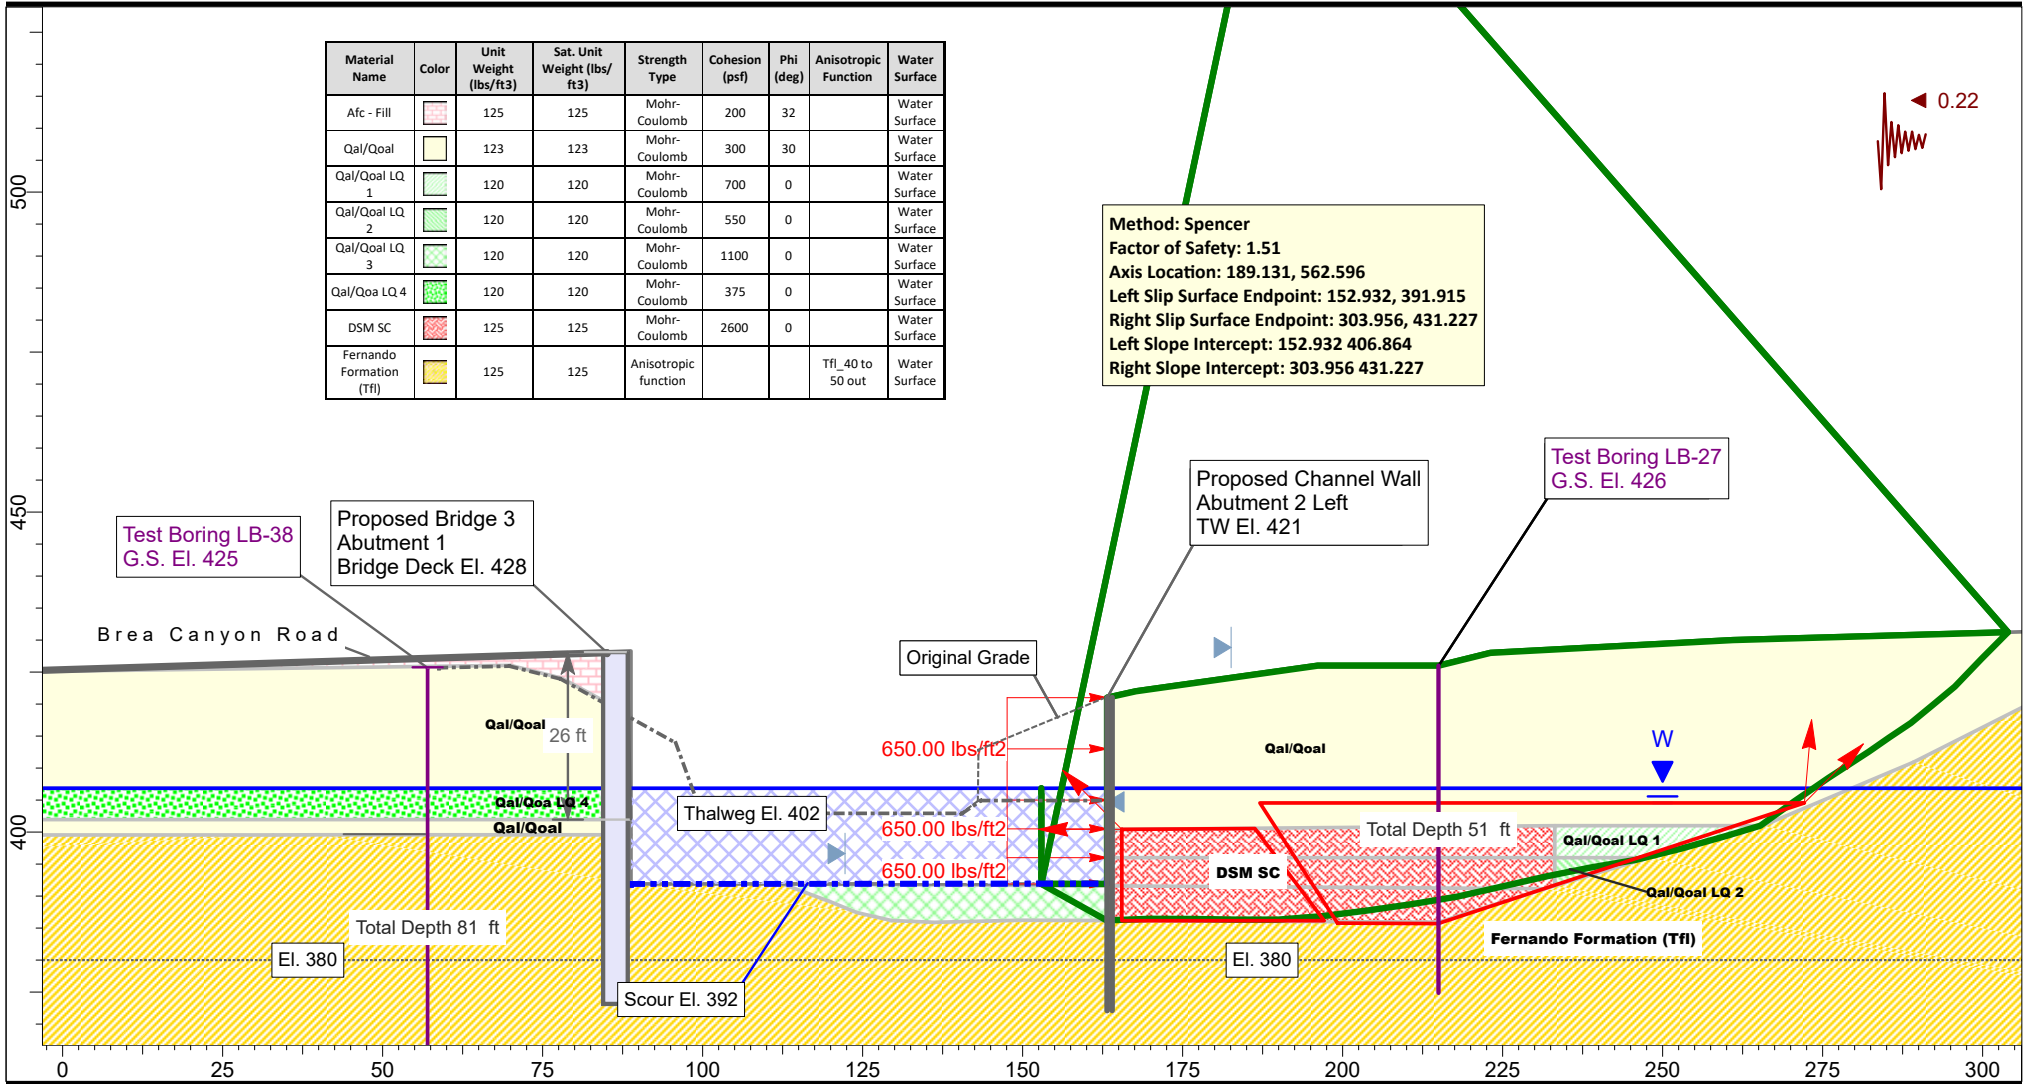 Material Name Color Unit Weight (lbs/ft3) Sat. Unit Weight (lbs/ft3) Strength Type Cohesion (psf) Phi (deg) Anisotropic Function Water Surface
Afc - Fill 125 125 Mohr-Coulomb 200 32 Water Surface
Qal/Qoal 123 123 Mohr-Coulomb 300 30 Water Surface
Qal/Qoal LQ 1 120 120 Mohr-Coulomb 700 0 Water Surface
Qal/Qoal LQ 2 120 120 Mohr-Coulomb 550 0 Water Surface
Qal/Qoal LQ 3 120 120 Mohr-Coulomb 1100 0 Water Surface
Qal/Qoa LQ 4 120 120 Mohr-Coulomb 375 0 Water Surface
DSM SC 125 125 Mohr-Coulomb 2600 0 Water Surface
Fernando Formation (Tfl) 125 125 Anisotropic function Tfl_40 to 50 out Water Surface
0.22
Method: Spencer
Factor of Safety: 1.51
Axis Location: 189.131, 562.596
Left Slip Surface Endpoint: 152.932, 391.915
Right Slip Surface Endpoint: 303.956, 431.227
Left Slope Intercept: 152.932 406.864
Right Slope Intercept: 303.956 431.227
500
450
400
Test Boring LB-38
G.S. El. 425
Proposed Bridge 3
Abutment 1
Bridge Deck El. 428
Proposed Channel Wall
Abutment 2 Left
TW El. 421
Test Boring LB-27
G.S. El. 426
Brea Canyon Road
Original Grade
Qal/Qoal
26 ft
650.00 lbs/ft2
Qal/Qoal
W
Qal/Qoa LQ 4
Thalweg El. 402
Qal/Qoal
650.00 lbs/ft2
Total Depth 51 ft
Qal/Qoal LQ 1
650.00 lbs/ft2
DSM SC
Qal/Qoal LQ 2
Total Depth 81 ft
Fernando Formation (Tfl)
El. 380
El. 380
Scour El. 392
0 25 50 75 100 125 150 175 200 225 250 275 300